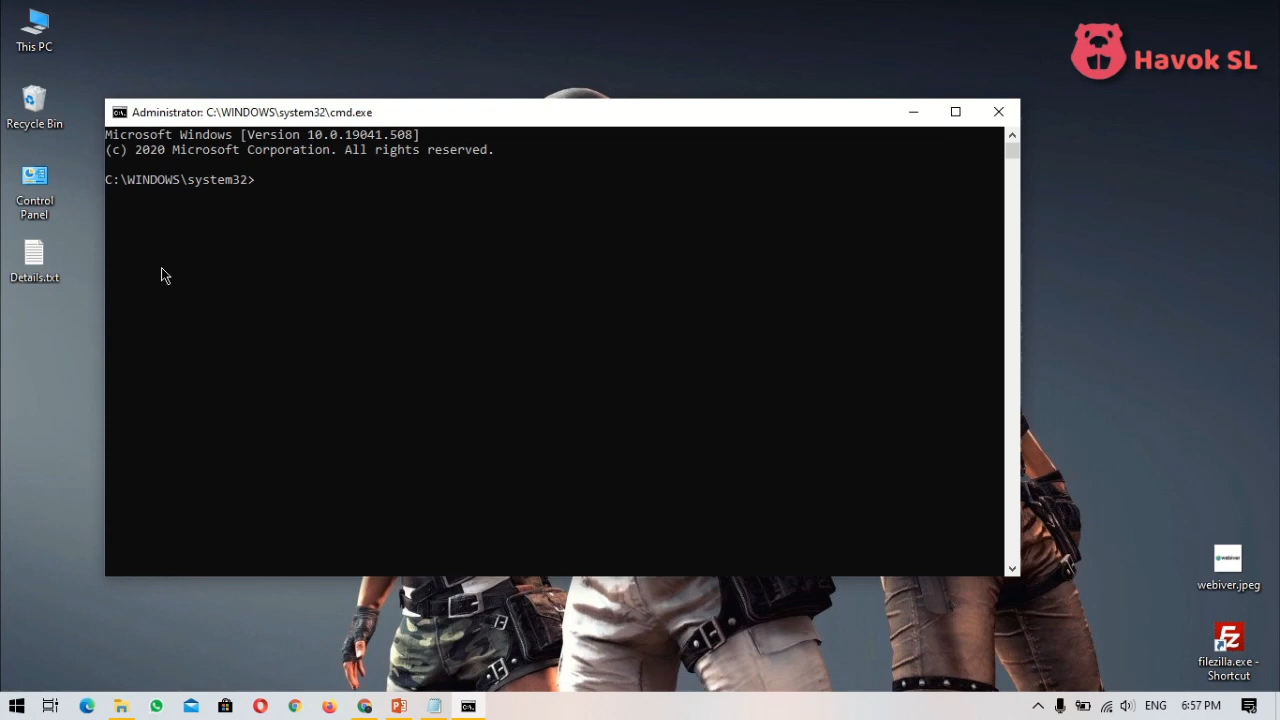 This PC
Havok SL
Recycle Bin
Administrator: C:\WINDOWS\system32\cmd.exe
Microsoft Windows [Version 10.0.19041.508]
(c) 2020 Microsoft Corporation. All rights reserved.
C:\WINDOWS\system32>
Control
Panel
Details.txt
webiver
webiver.jpeg
FZ
filezilla.exe -
Shortcut
ENG
6:57 PM